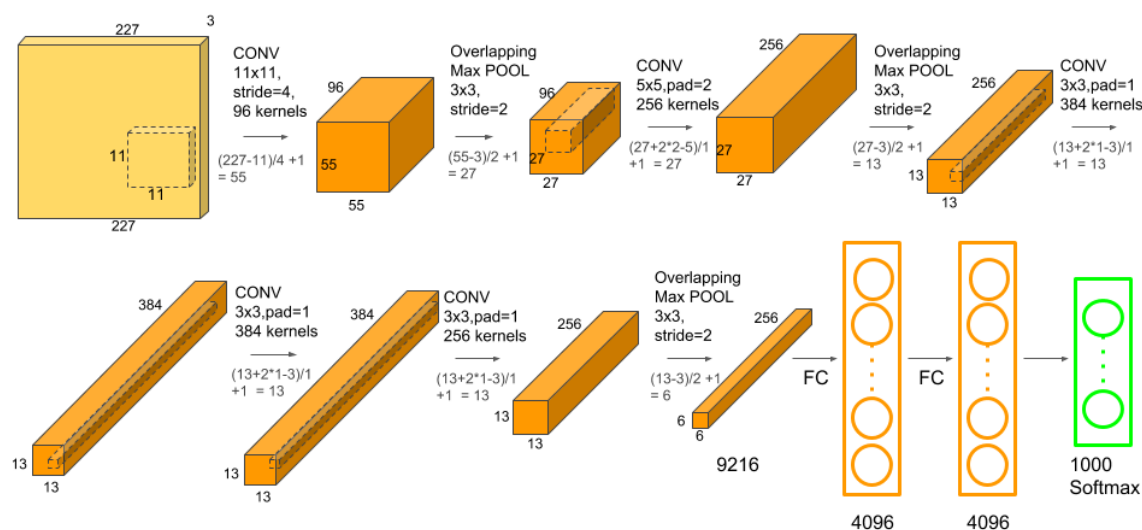 227
3
11
11
227
CONV
11x11,
stride=4,
96 kernels
(227-11)/4 +1
= 55
96
55
55
Overlapping
Max POOL
3x3,
stride=2
(55-3)/2 +1
= 27
96
27
27
CONV
5x5,pad=2
256 kernels
(27+2*2-5)/1
+1 = 27
256
27
27
Overlapping
Max POOL
3x3,
stride=2
(27-3)/2 +1
= 13
256
13
13
CONV
3x3,pad=1
384 kernels
(13+2*1-3)/1
+1 = 13
384
13
13
CONV
3x3,pad=1
384 kernels
(13+2*1-3)/1
+1 = 13
384
13
13
CONV
3x3,pad=1
256 kernels
(13+2*1-3)/1
+1 = 13
256
13
13
Overlapping
Max POOL
3x3,
stride=2
(13-3)/2 +1
= 6
256
6
6
9216
FC
4096
FC
4096
1000
Softmax